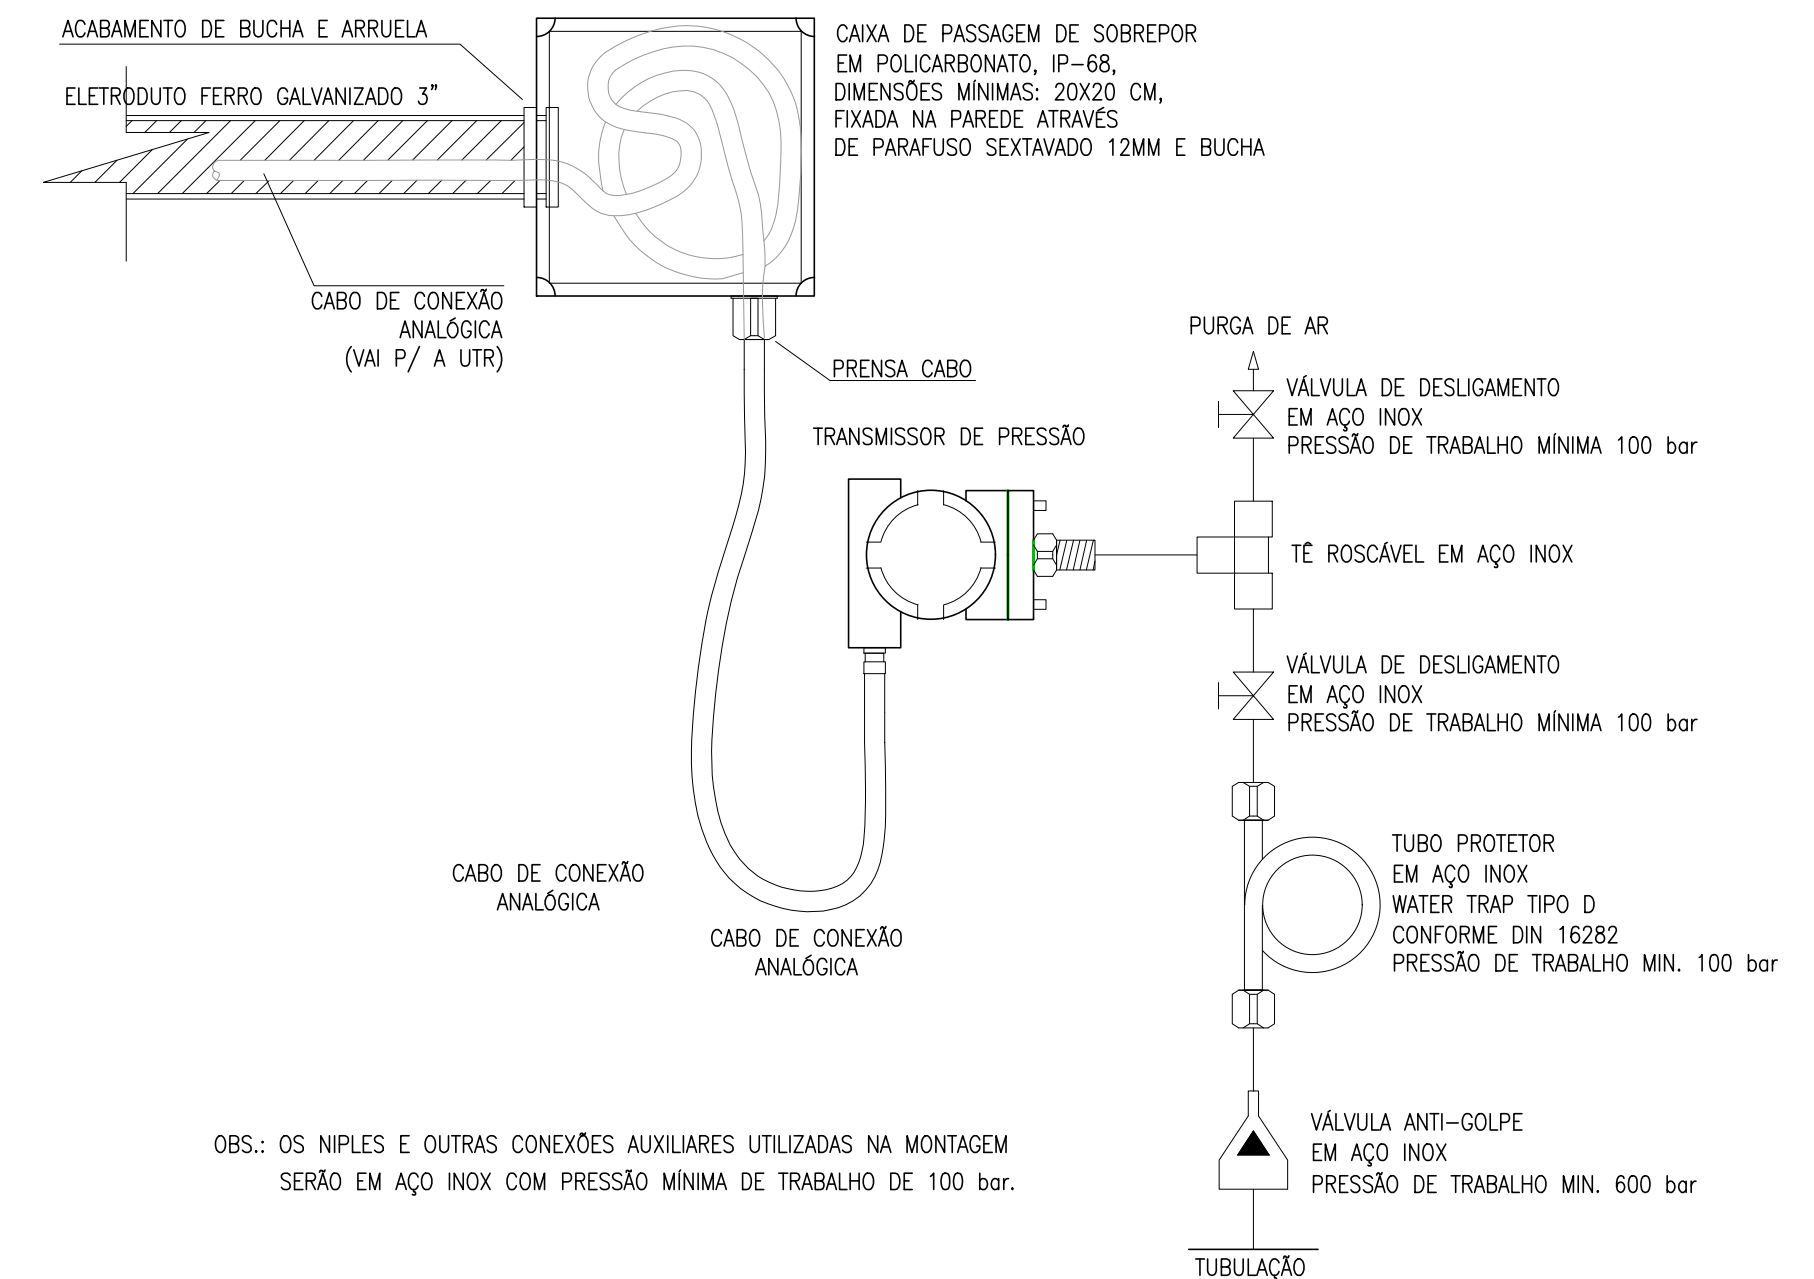 ACABAMENTO DE BUCHA E ARRUELA
ELETRODUTO FERRO GALVANIZADO 3"
CAIXA DE PASSAGEM DE SOBREPOR
EM POLICARBONATO, IP-68,
DIMENSÕES MÍNIMAS: 20X20 CM,
FIXADA NA PAREDE ATRAVÉS
DE PARAFUSO SEXTAVADO 12MM E BUCHA
CABO DE CONEXÃO
ANALÓGICA
(VAI P/ A UTR)
PRENSA CABO
PURGA DE AR
VÁLVULA DE DESLIGAMENTO
EM AÇO INOX
PRESSÃO DE TRABALHO MÍNIMA 100 bar
TRANSMISSOR DE PRESSÃO
TÊ ROSCÁVEL EM AÇO INOX
VÁLVULA DE DESLIGAMENTO
EM AÇO INOX
PRESSÃO DE TRABALHO MÍNIMA 100 bar
TUBO PROTETOR
EM AÇO INOX
WATER TRAP TIPO D
CONFORME DIN 16282
PRESSÃO DE TRABALHO MIN. 100 bar
CABO DE CONEXÃO
ANALÓGICA
CABO DE CONEXÃO
ANALÓGICA
VÁLVULA ANTI-GOLPE
EM AÇO INOX
PRESSÃO DE TRABALHO MIN. 600 bar
OBS.: OS NIPLES E OUTRAS CONEXÕES AUXILIARES UTILIZADAS NA MONTAGEM
SERÃO EM AÇO INOX COM PRESSÃO MÍNIMA DE TRABALHO DE 100 bar.
TUBULAÇÃO